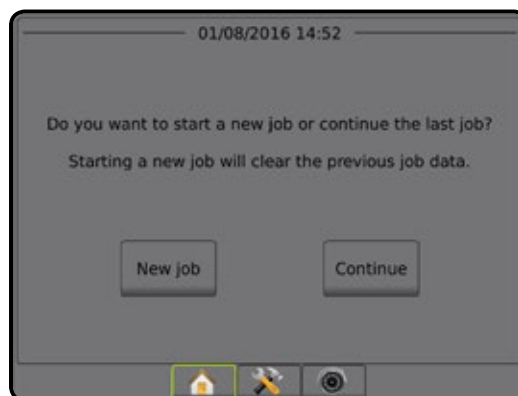 01/08/2016 14:52
Do you want to start a new job or continue the last job?
Starting a new job will clear the previous job data.
New job
Continue